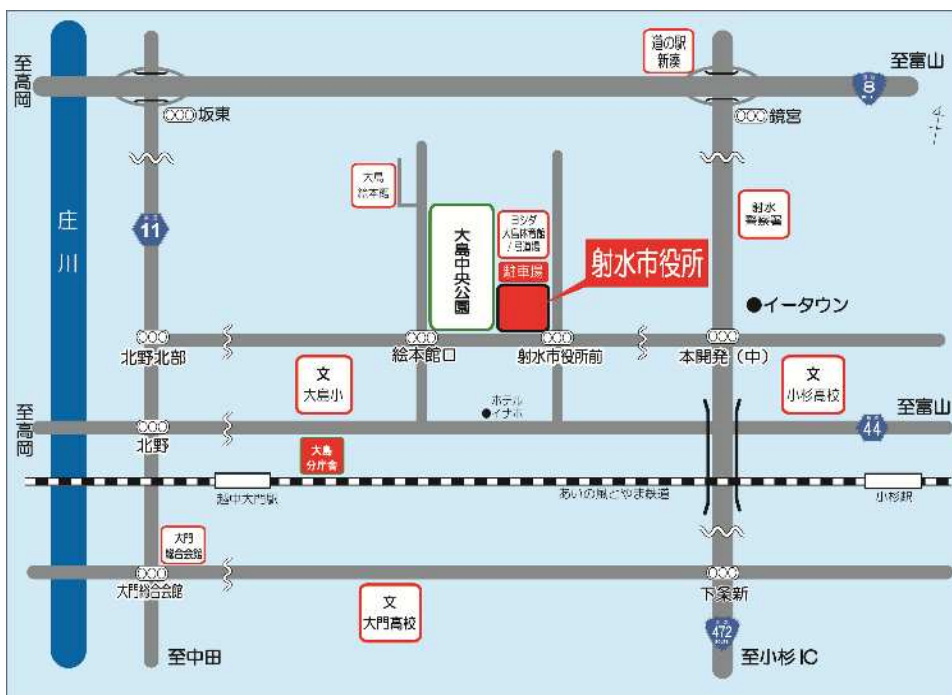 道の駅
新湊
至高岡
至富山
8
坂東
鏡宮
大島
絵本館
射水
警察署
ヨシダ
大島体育館
/弓道場
庄川
11
大島中央公園
駐車場
射水市役所
●イータウン
北野北部
絵本館口
射水市役所前
本開発(中)
文
大島小
文
小杉高校
ホテル
●イナホ
至高岡
至富山
北野
44
大島
分庁舎
越中大門駅
あいの風とやま鉄道
小杉駅
大門
総合会館
大門総合会館
下条新
文
大門高校
472
至中田
至小杉IC